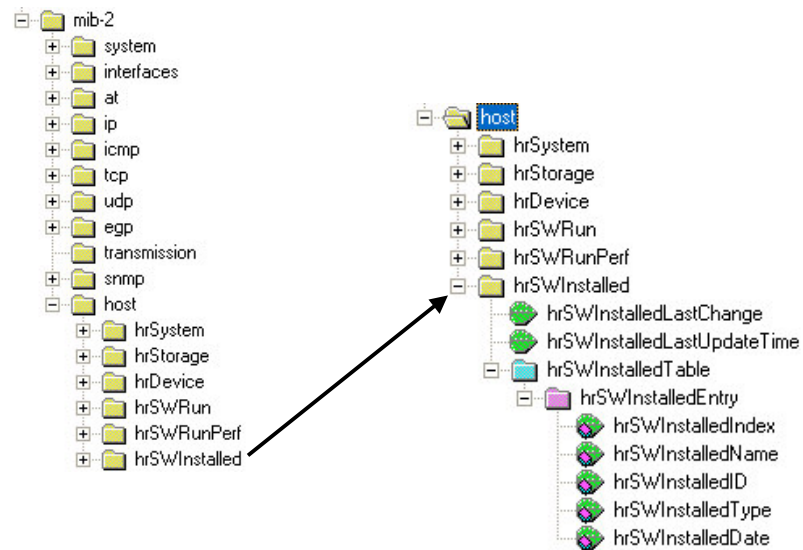 mib-2
system
interfaces
at
ip
icmp
tcp
udp
egp
transmission
snmp
host
hrSystem
hrStorage
hrDevice
hrSWRun
hrSWRunPerf
hrSWInstalled
host
hrSystem
hrStorage
hrDevice
hrSWRun
hrSWRunPerf
hrSWInstalled
hrSWInstalledLastChange
hrSWInstalledLastUpdateTime
hrSWInstalledTable
hrSWInstalledEntry
hrSWInstalledIndex
hrSWInstalledName
hrSWInstalledID
hrSWInstalledType
hrSWInstalledDate